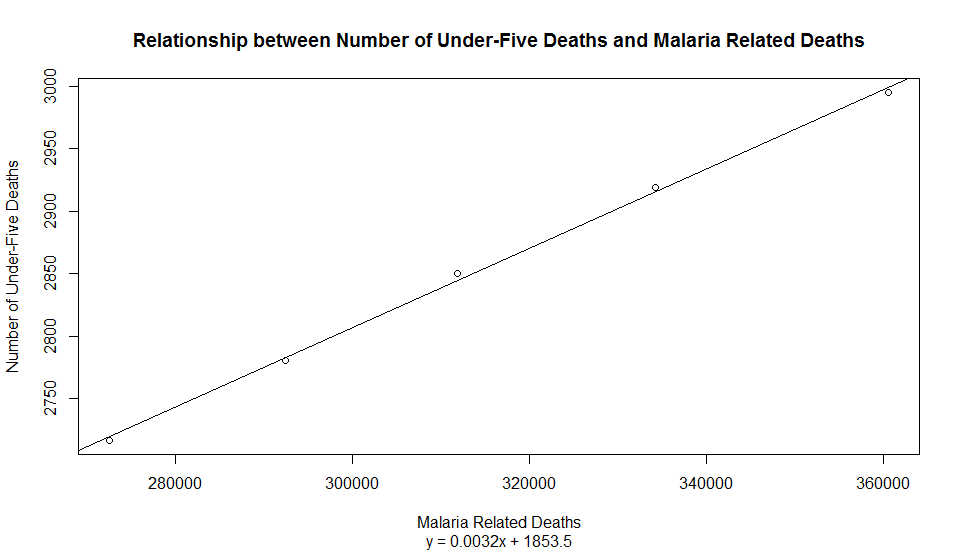 Relationship between Number of Under-Five Deaths and Malaria Related Deaths
Number of Under-Five Deaths
3000
2950
2900
2850
2800
2750
280000
300000
320000
340000
360000
Malaria Related Deaths
y = 0.0032x + 1853.5